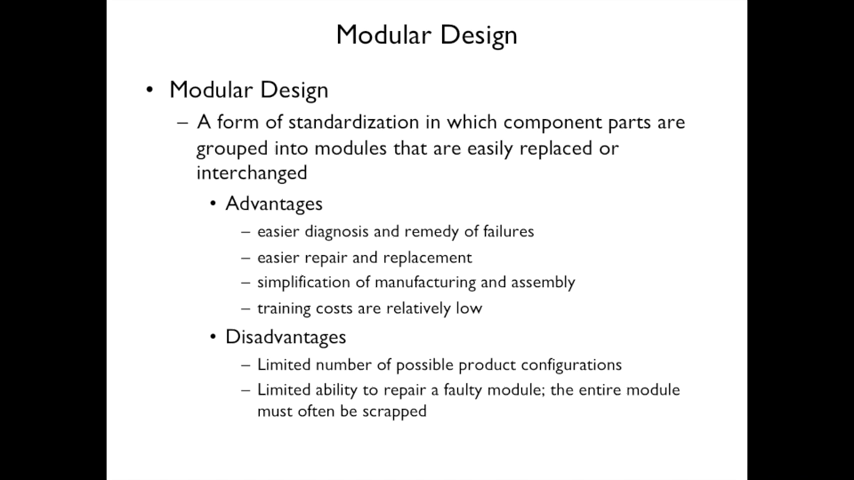 Modular Design
• Modular Design
– A form of standardization in which component parts are
grouped into modules that are easily replaced or
interchanged
• Advantages
– easier diagnosis and remedy of failures
– easier repair and replacement
– simplification of manufacturing and assembly
– training costs are relatively low
• Disadvantages
– Limited number of possible product configurations
– Limited ability to repair a faulty module; the entire module
must often be scrapped